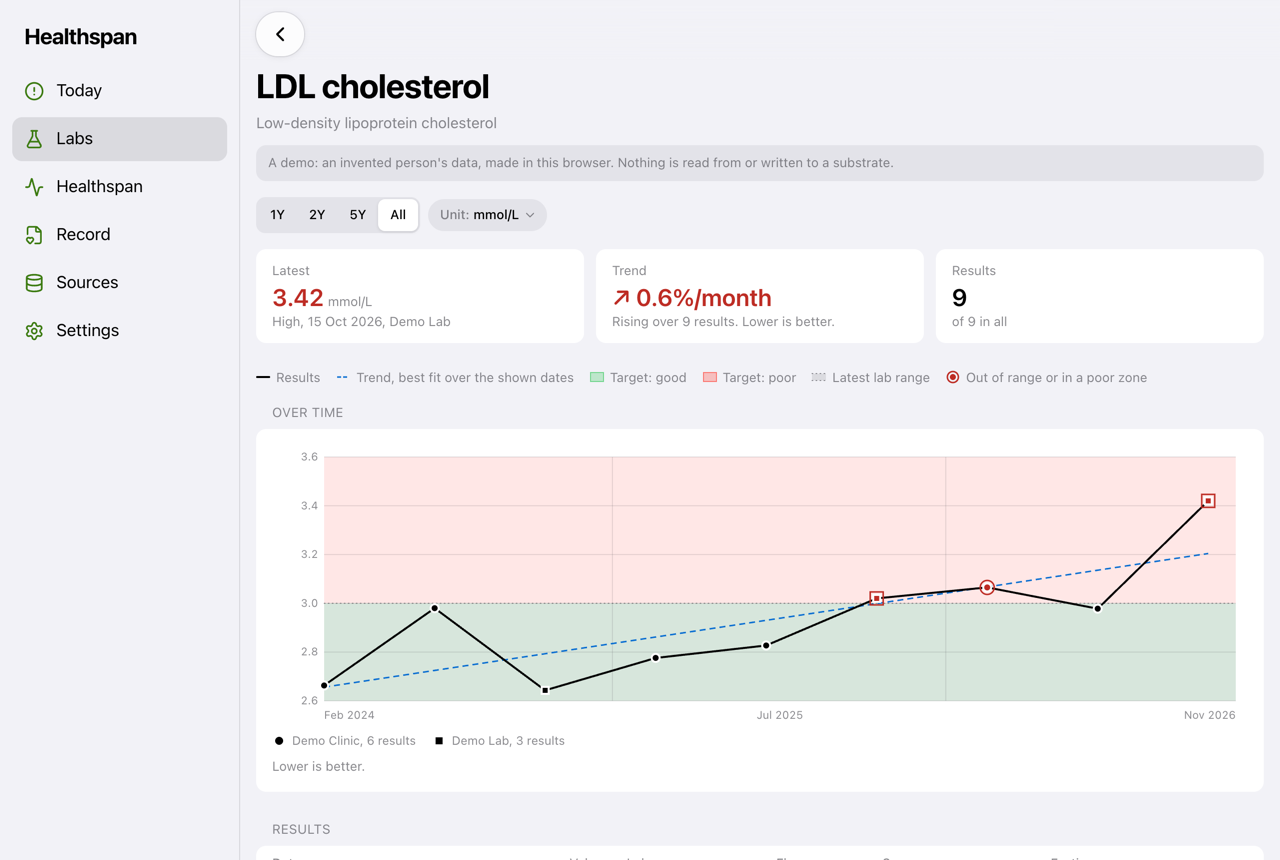 Healthspan
Today
Labs
Healthspan
Record
Sources
Settings
LDL cholesterol
Low-density lipoprotein cholesterol
A demo: an invented person's data, made in this browser. Nothing is read from or written to a substrate.
1Y 2Y 5Y All Unit: mmol/L
Latest
3.42 mmol/L
High, 15 Oct 2026, Demo Lab
Trend
0.6%/month
Rising over 9 results. Lower is better.
Results
9
of 9 in all
Results Trend, best fit over the shown dates Target: good Target: poor Latest lab range Out of range or in a poor zone
OVER TIME
3.6
3.4
3.2
3.0
2.8
2.6
Feb 2024 Jul 2025 Nov 2026
Demo Clinic, 6 results Demo Lab, 3 results
Lower is better.
RESULTS